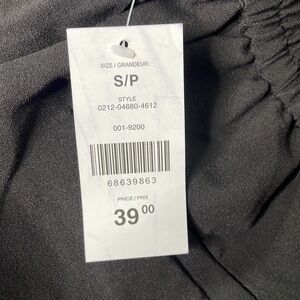 SIZE / GRANDEUR:
S/P
STYLE
0212-04680-4612
001-9200
68639863
PRICE / PRIX
39 00